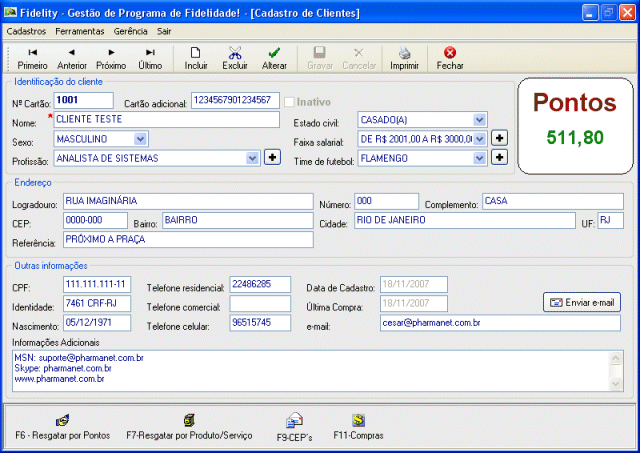 Fidelity - Gestão de Programa de Fidelidade! - [Cadastro de Clientes]
Cadastros Ferramentas Gerência Sair
Primeiro Anterior Próximo Último Incluir Excluir Alterar Gravar Cancelar Imprimir Fechar
Identificação do cliente
Nº Cartão: 1001 Cartão adicional: 1234567901234567 Inativo
Nome: * CLIENTE TESTE Estado civil: CASADO(A)
Sexo: MASCULINO Faixa salarial: DE R$ 2001,00 A R$ 3000,0
Profissão: ANALISTA DE SISTEMAS Time de futebol: FLAMENGO
Pontos
511,80
Endereço
Logradouro: RUA IMAGINÁRIA Número: 000 Complemento: CASA
CEP: 0000-000 Bairro: BAIRRO Cidade: RIO DE JANEIRO UF: RJ
Referência: PRÓXIMO A PRAÇA
Outras informações
CPF: 111.111.111-11 Telefone residencial: 22486285 Data de Cadastro: 18/11/2007
Identidade: 7461 CRF-RJ Telefone comercial: Última Compra: 18/11/2007 Enviar e-mail
Nascimento: 05/12/1971 Telefone celular: 96515745 e-mail: cesar@pharmanet.com.br
Informações Adicionais
MSN: suporte@pharmanet.com.br
Skype: pharmanet.com.br
www.pharmanet.com.br
F6 - Resgatar por Pontos F7-Resgatar por Produto/Serviço F9-CEP's F11-Compras